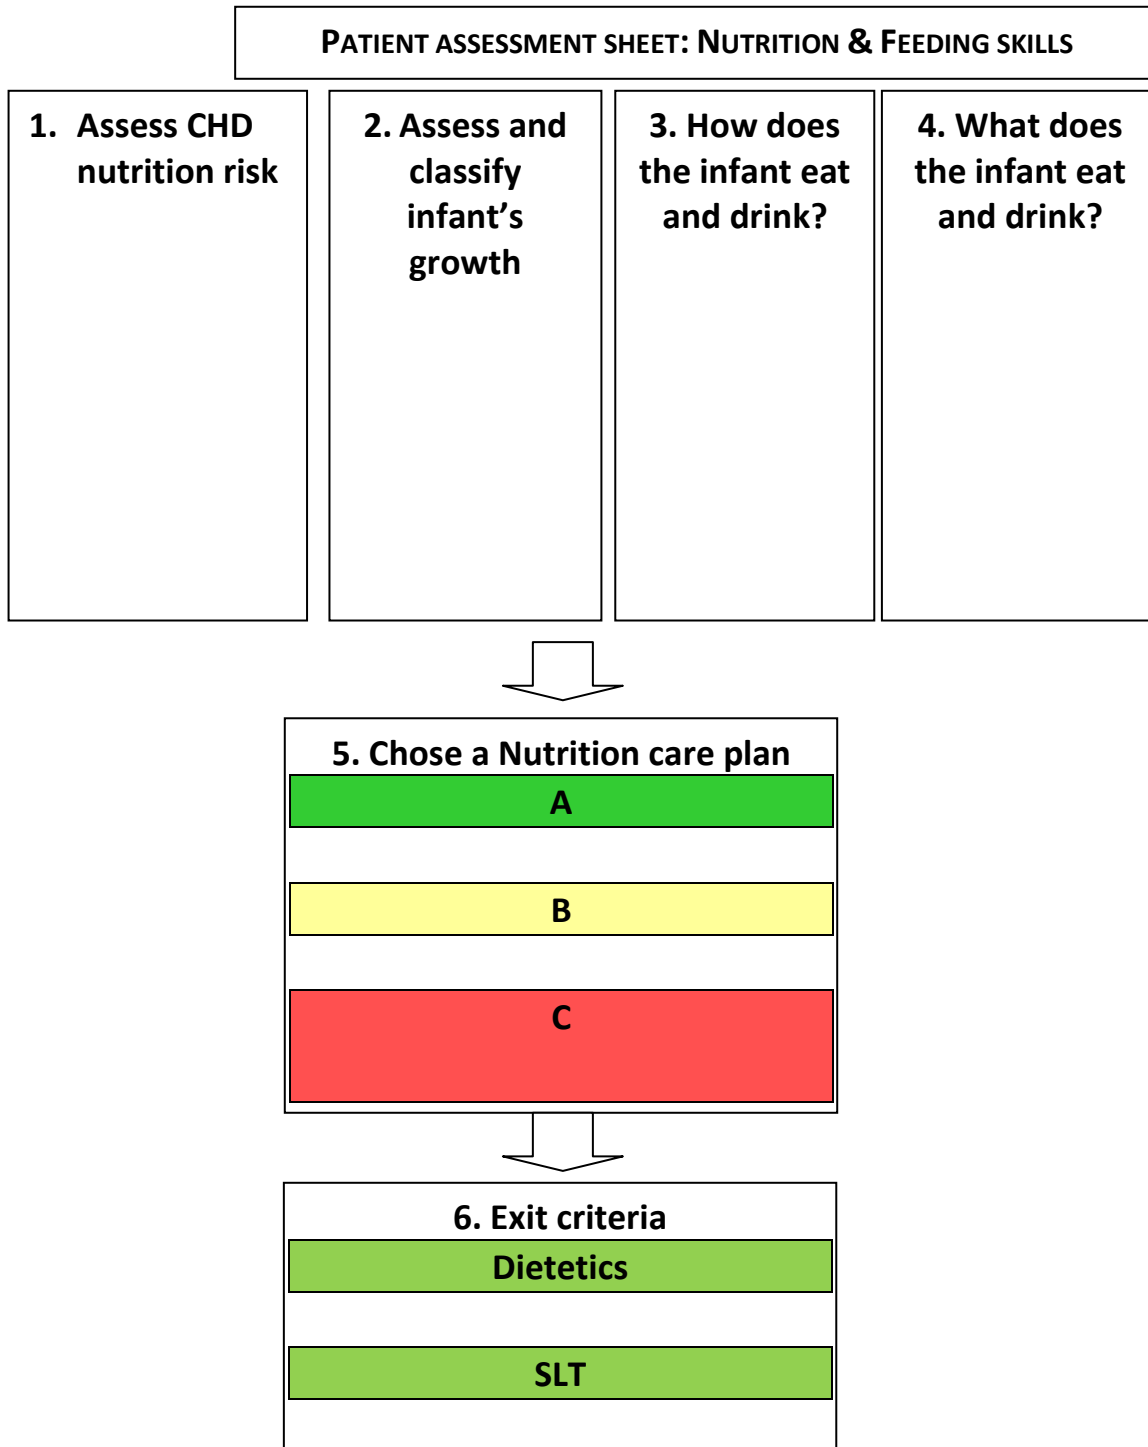 PATIENT ASSESSMENT SHEET: NUTRITION & FEEDING SKILLS
1. Assess CHD
nutrition risk
2. Assess and
classify
infant's
growth
3. How does
the infant eat
and drink?
4. What does
the infant eat
and drink?
5. Chose a Nutrition care plan
A
B
C
6. Exit criteria
Dietetics
SLT